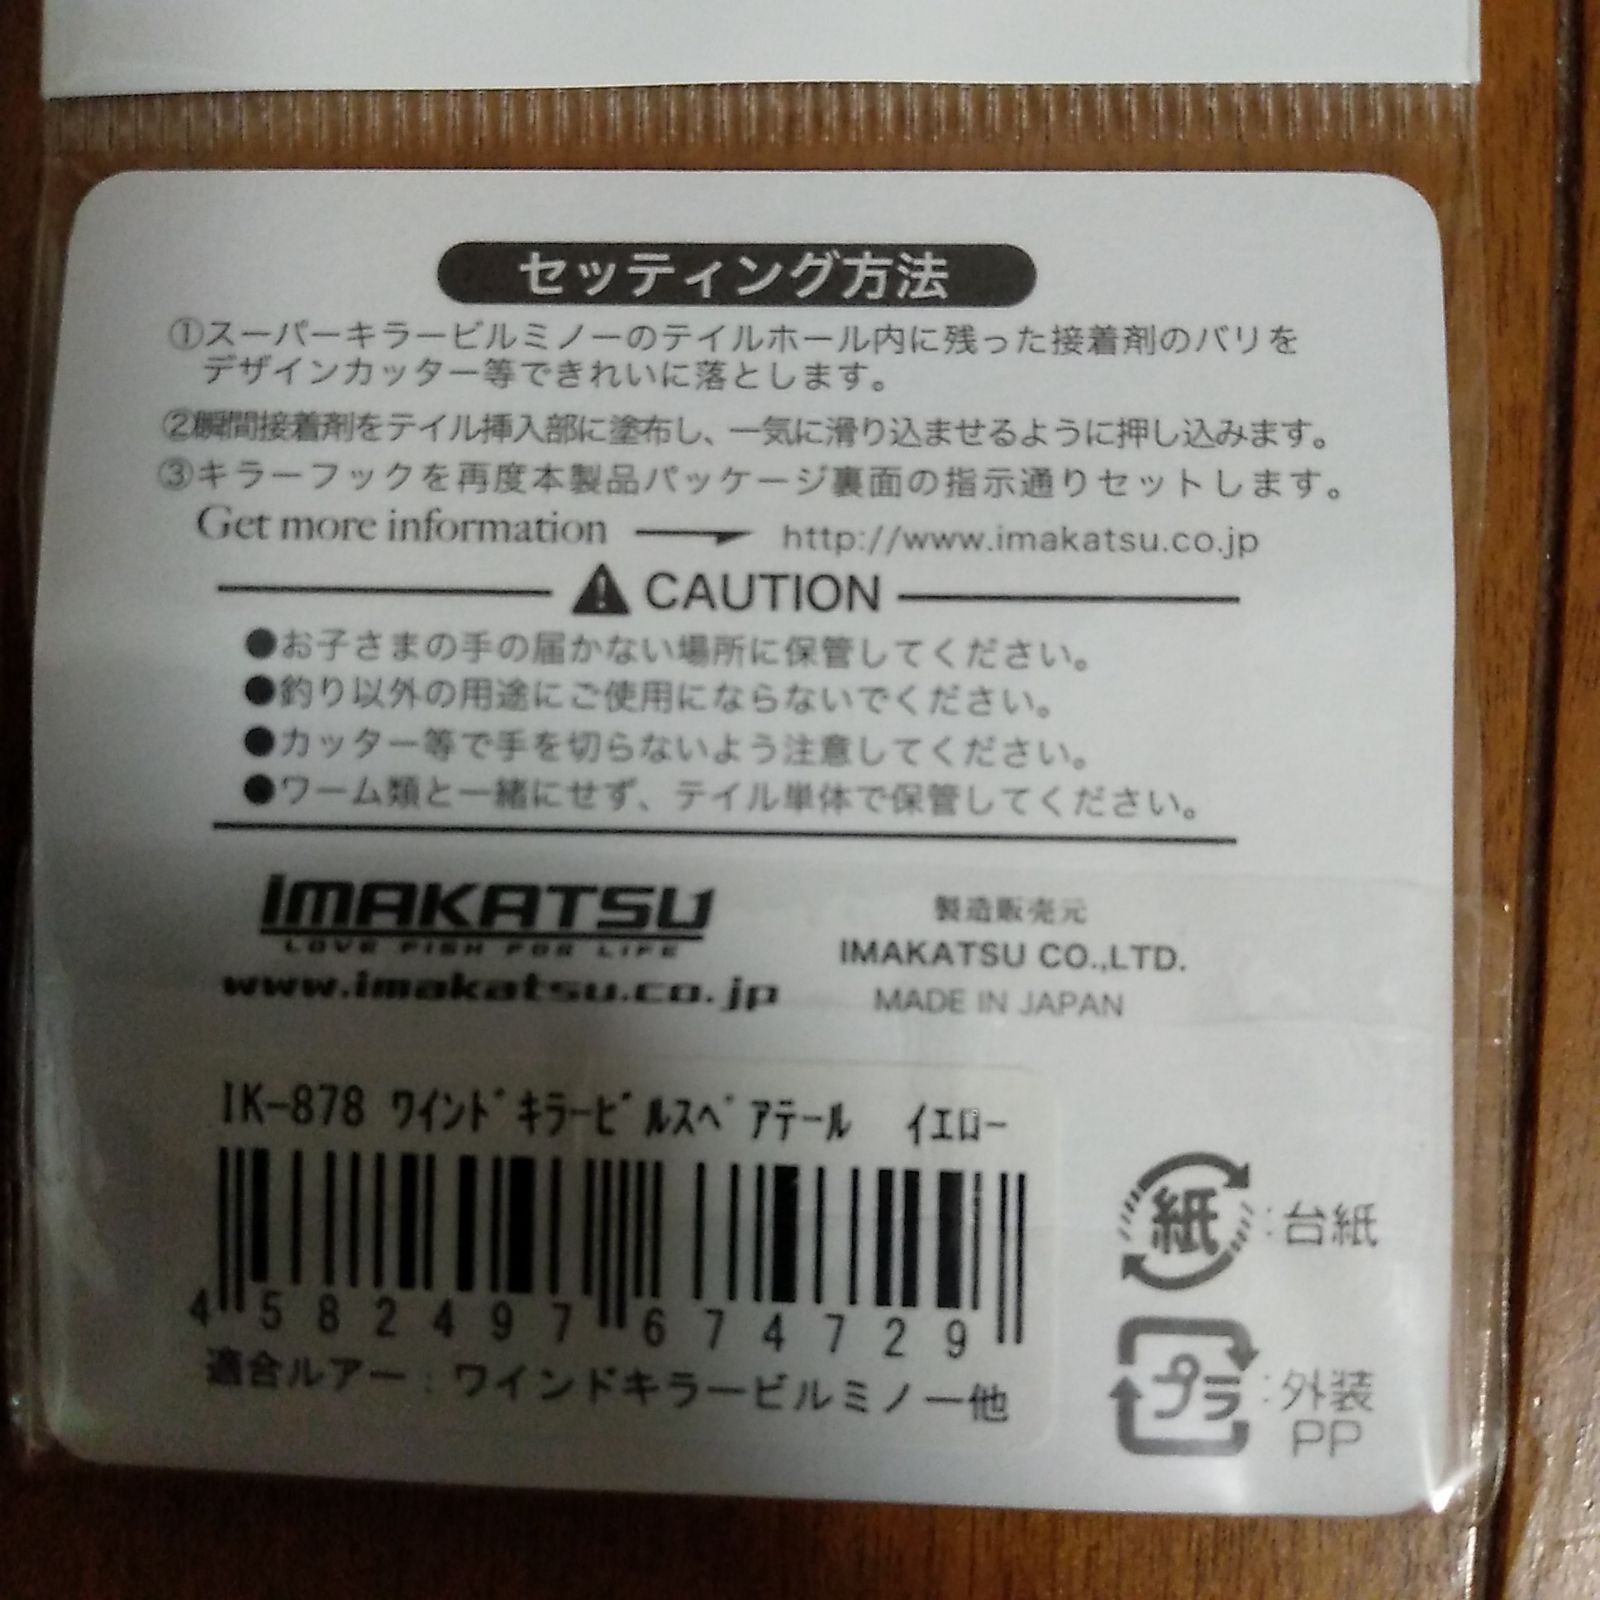 セッティング方法
①スーパーキラービルミノーのテイルホール内に残った接着剤のバリを
デザインカッター等できれいに落とします。
②瞬間接着剤をテイル挿入部に塗布し、一気に滑り込ませるように押し込みます。
③キラーフックを再度本製品パッケージ裏面の指示通りセットします。
Get more information http://www.imakatsu.co.jp
CAUTION
●お子さまの手の届かない場所に保管してください。
●釣り以外の用途にご使用にならないでください。
●カッター等で手を切らないよう注意してください。
●ワーム類と一緒にせず、テイル単体で保管してください。
IMAKATSU
LOVE FISH FOR LIFE
www.imakatsu.co.jp
製造販売元
IMAKATSU CO.,LTD.
MADE IN JAPAN
IK-878 ﾜｲﾝﾄﾞｷﾗｰﾋﾞﾙｽﾍﾟｱﾃｰﾙ ｲｴﾛｰ
4 582497 674729
適合ルアー：ワインドキラービルミノー他
紙：台紙
プラ：外装
PP